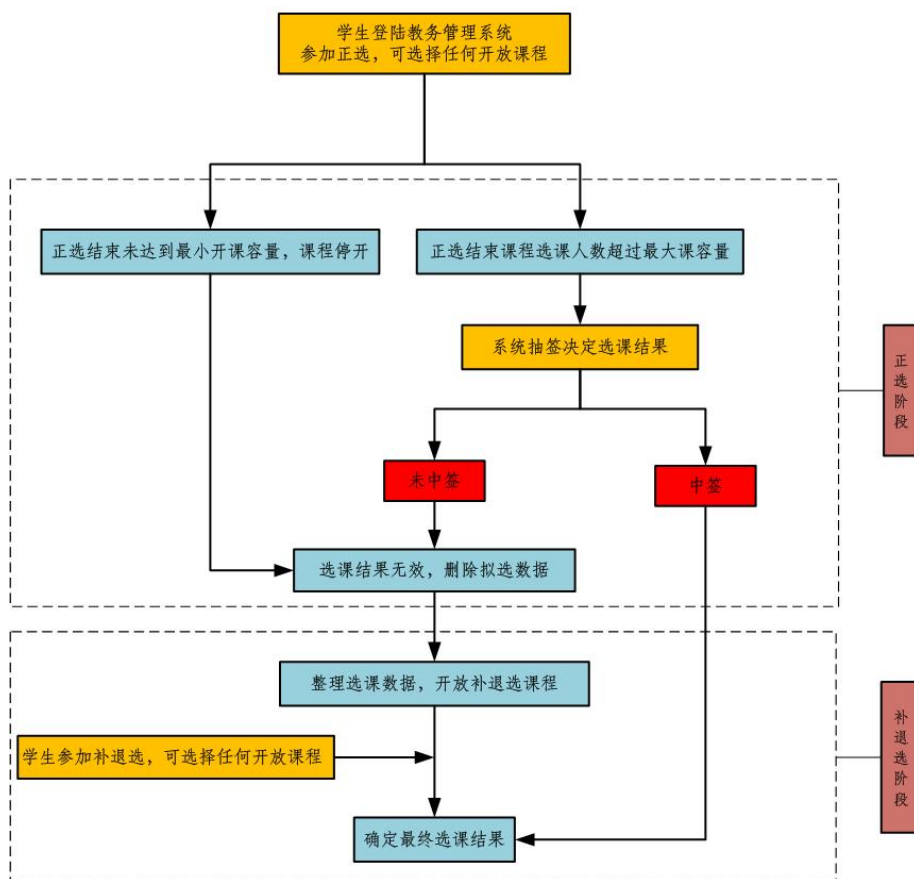 学生登陆教务管理系统
参加正选，可选择任何开放课程
正选结束未达到最小开课容量，课程停开
正选结束课程选课人数超过最大课容量
系统抽签决定选课结果
正选阶段
未中签
中签
选课结果无效，删除拟选数据
整理选课数据，开放补退选课程
补退选阶段
学生参加补退选，可选择任何开放课程
确定最终选课结果